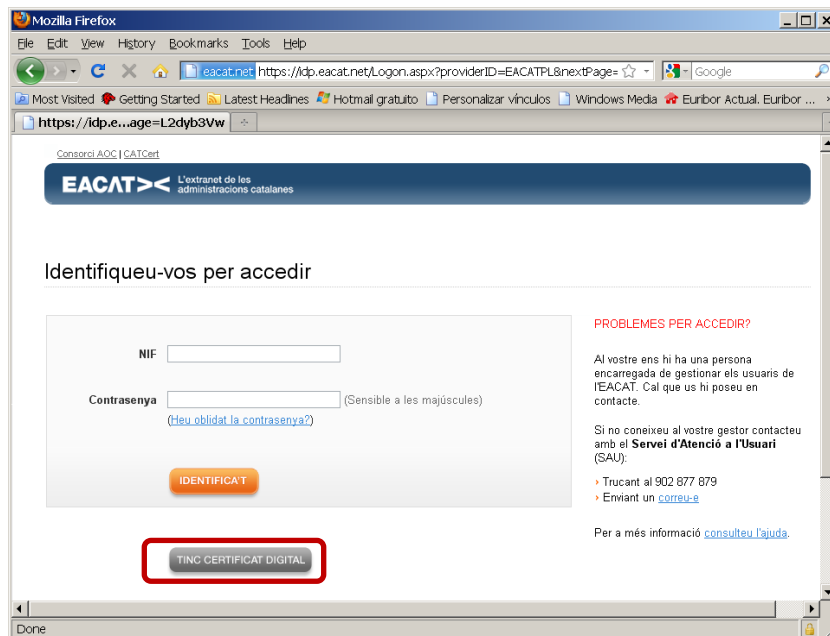 Mozilla Firefox
File Edit View History Bookmarks Tools Help
eacat.net https://idp.eacat.net/Logon.aspx?providerID=EACATPL&nextPage= Google
Most Visited Getting Started Latest Headlines Hotmail gratuito Personalizar vínculos Windows Media Euribor Actual. Euribor ...
https://idp.e...age=L2dyb3Vw
Consorci AOC | CATCert
EACAT L'extranet de les
administracions catalanes
Identifiqueu-vos per accedir
NIF
Contrasenya (Sensible a les majúscules)
(Heu oblidat la contrasenya?)
IDENTIFICA'T
TINC CERTIFICAT DIGITAL
PROBLEMES PER ACCEDIR?
Al vostre ens hi ha una persona
encarregada de gestionar els usuaris de
l'EACAT. Cal que us hi poseu en
contacte.
Si no coneixeu al vostre gestor contacteu
amb el Servei d'Atenció a l'Usuari
(SAU):
Trucant al 902 877 879
Enviant un correu-e
Per a més informació consulteu l'ajuda.
Done